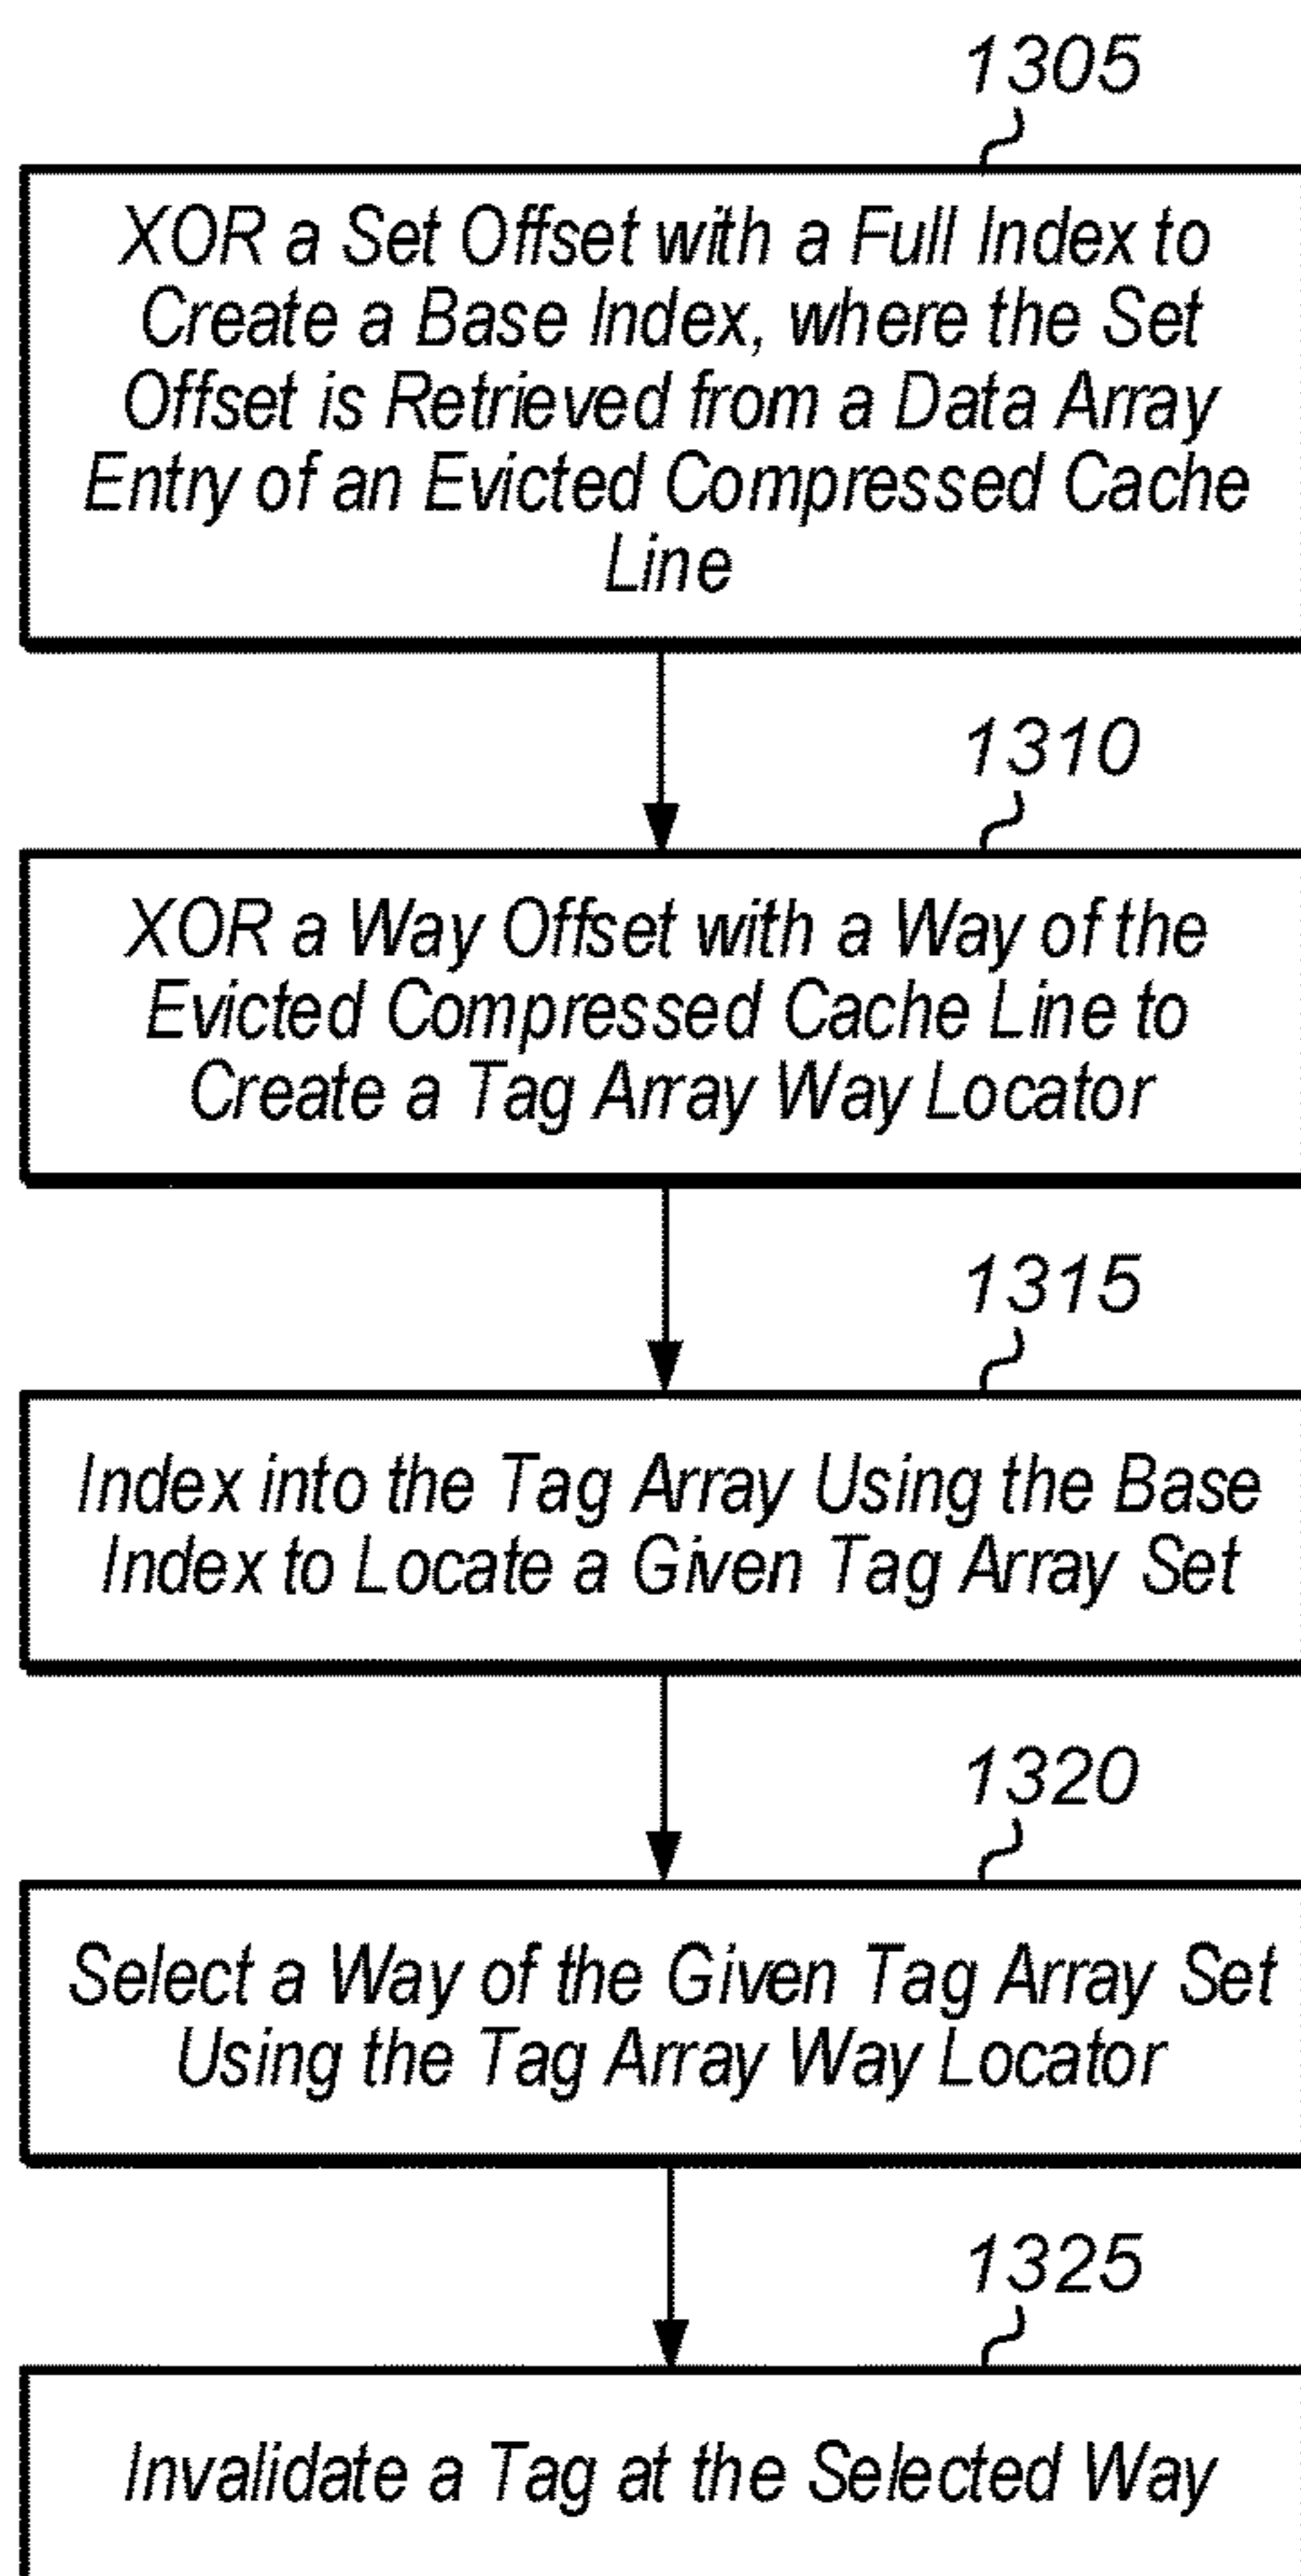 1305
XOR a Set Offset with a Full Index to
Create a Base Index, where the Set
Offset is Retrieved from a Data Array
Entry of an Evicted Compressed Cache
Line
1310
XOR a Way Offset with a Way of the
Evicted Compressed Cache Line to
Create a Tag Array Way Locator
1315
Index into the Tag Array Using the Base
Index to Locate a Given Tag Array Set
1320
Select a Way of the Given Tag Array Set
Using the Tag Array Way Locator
1325
Invalidate a Tag at the Selected Way